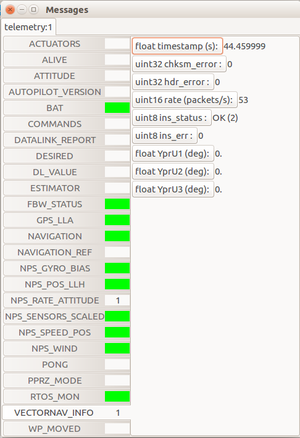 Messages
telemetry:1
ACTUATORS
ALIVE
ATTITUDE
AUTOPILOT_VERSION
BAT
COMMANDS
DATALINK_REPORT
DESIRED
DL_VALUE
ESTIMATOR
FBW_STATUS
GPS_LLA
NAVIGATION
NAVIGATION_REF
NPS_GYRO_BIAS
NPS_POS_LLH
NPS_RATE_ATTITUDE 1
NPS_SENSORS_SCALED
NPS_SPEED_POS
NPS_WIND
PONG
PPRZ_MODE
RTOS_MON
VECTORNAV_INFO 1
WP_MOVED
float timestamp (s): 44.459999
uint32 chksm_error : 0
uint32 hdr_error : 0
uint16 rate (packets/s): 53
uint8 ins_status : OK (2)
uint8 ins_err : 0
float YprU1 (deg): 0.
float YprU2 (deg): 0.
float YprU3 (deg): 0.